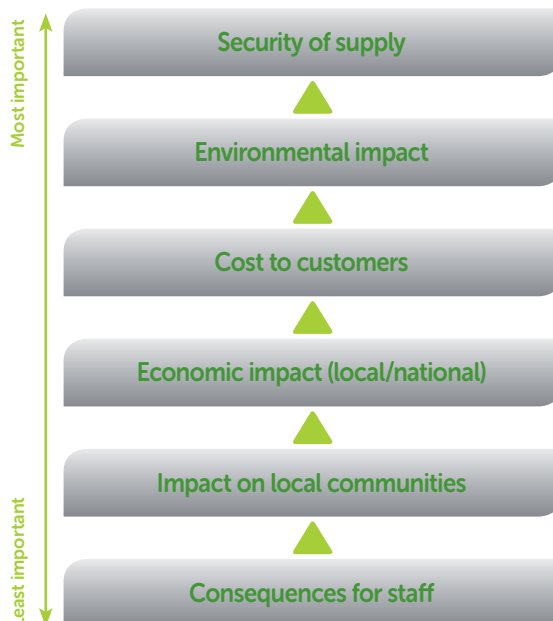 Most important
Security of supply
Environmental impact
Cost to customers
Economic impact (local/national)
Impact on local communities
Consequences for staff
Least important